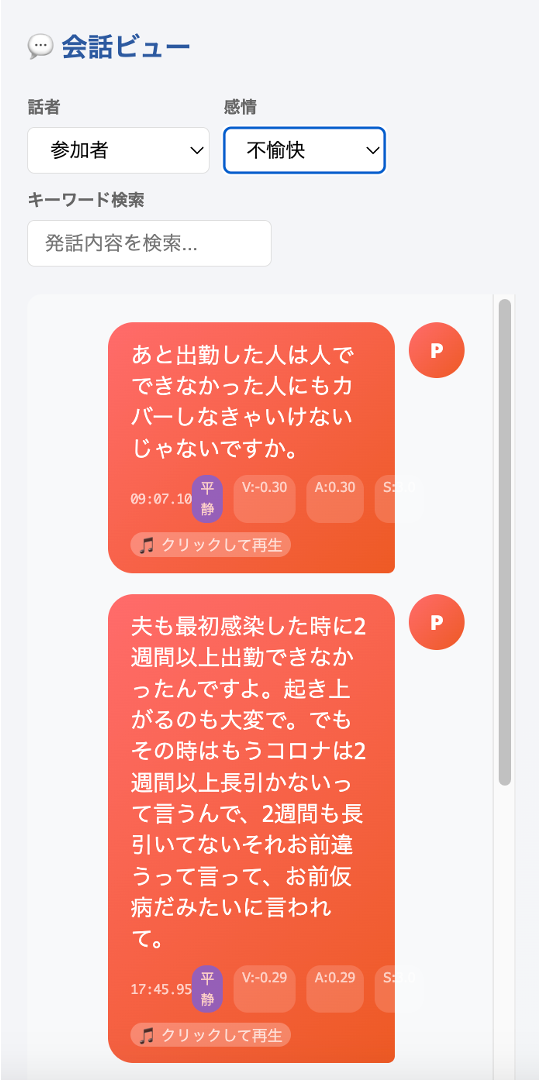 会話ビュー
話者
感情
参加者
不愉快
キーワード検索
発話内容を検索...
あと出勤した人は人で
できなかった人にもカ
バーしなきゃいけない
じゃないですか。
P
09:07.10
平
静
V:-0.30
A:0.30
クリックして再生
夫も最初感染した時に2
週間以上出勤できなか
ったんですよ。起き上
がるのも大変で。でも
その時はもうコロナは2
週間以上長引かないっ
て言うんで、2週間も長
引いてないそれお前違
うって言って、お前仮
病だみたいに言われ
て。
P
17:45.95
平
静
V:-0.29
A:0.29
クリックして再生